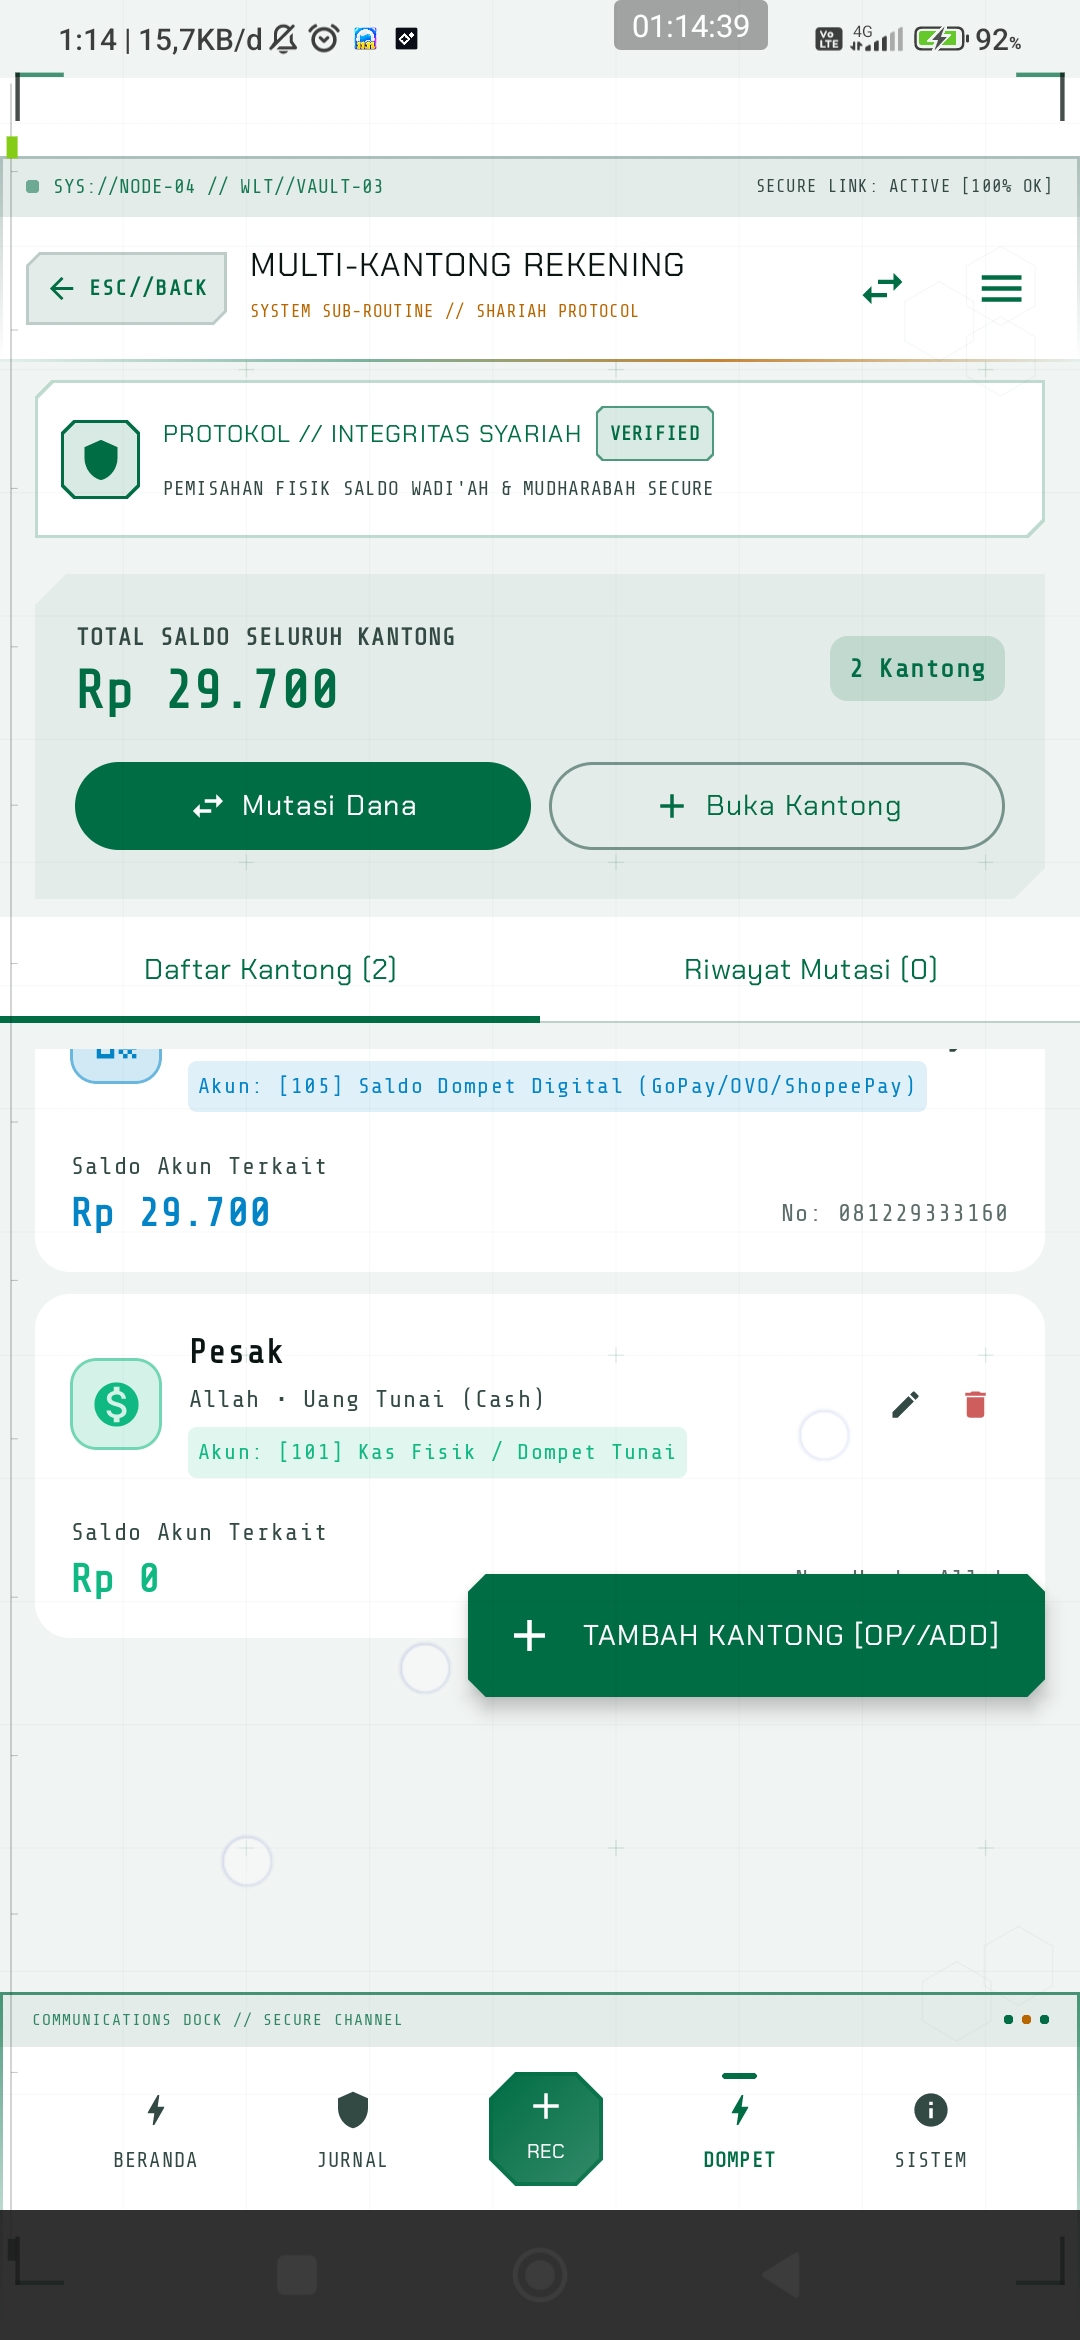 1:14 | 15,7KB/d
01:14:39
Vo LTE 4G 92%
SYS://NODE-04 // WLT//VAULT-03
SECURE LINK: ACTIVE [100% OK]
ESC//BACK
MULTI-KANTONG REKENING
SYSTEM SUB-ROUTINE // SHARIAH PROTOCOL
PROTOKOL // INTEGRITAS SYARIAH
VERIFIED
PEMISAHAN FISIK SALDO WADI'AH & MUDHARABAH SECURE
TOTAL SALDO SELURUH KANTONG
Rp 29.700
2 Kantong
Mutasi Dana
Buka Kantong
Daftar Kantong (2)
Riwayat Mutasi (0)
Akun: [105] Saldo Dompet Digital (GoPay/OVO/ShopeePay)
Saldo Akun Terkait
Rp 29.700
No: 081229333160
Pesak
Allah · Uang Tunai (Cash)
Akun: [101] Kas Fisik / Dompet Tunai
Saldo Akun Terkait
Rp 0
TAMBAH KANTONG [OP//ADD]
COMMUNICATIONS DOCK // SECURE CHANNEL
BERANDA
JURNAL
REC
DOMPET
SISTEM